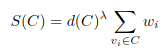 S(C) = d(C)^λ ∑_{v_i∈C} w_i